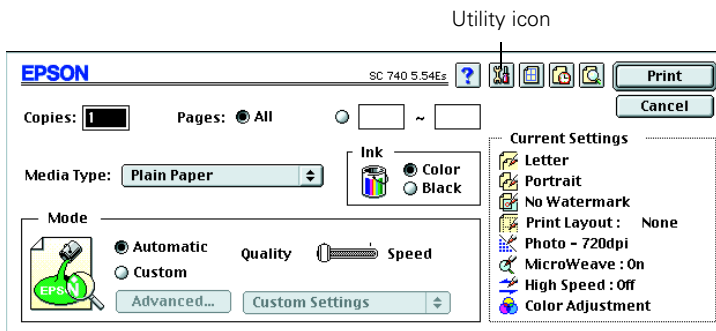 Utility icon
EPSON SC 740 5.54Es ? Print
Cancel
Copies: 1 Pages: All ~
Media Type: Plain Paper
Ink
Color
Black
Mode
Automatic
Custom
Quality Speed
Advanced... Custom Settings
EPSON
Current Settings
Letter
Portrait
No Watermark
Print Layout : None
Photo - 720dpi
MicroWeave : On
High Speed : Off
Color Adjustment